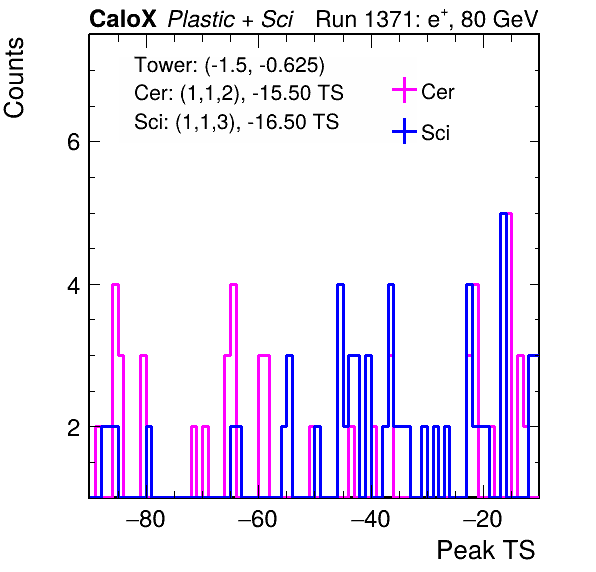 CaloX Plastic + Sci Run 1371: e⁺, 80 GeV
Counts
Tower: (-1.5, -0.625)
Cer: (1,1,2), -15.50 TS
Sci: (1,1,3), -16.50 TS
Cer
Sci
6
4
2
−80 −60 −40 −20
Peak TS